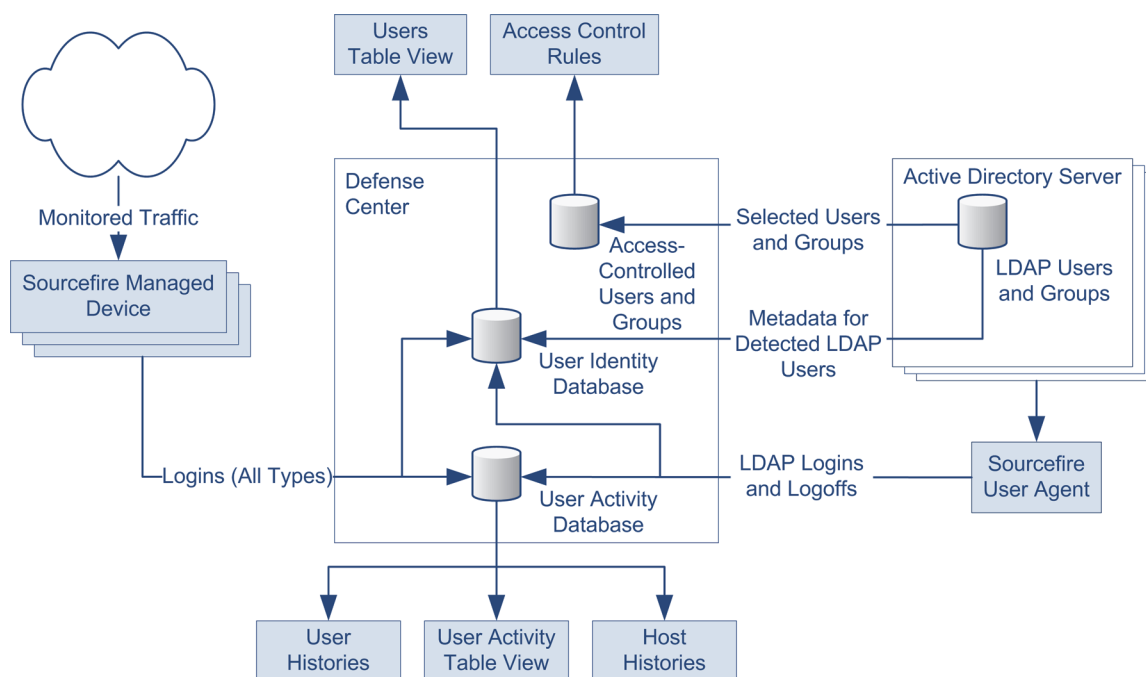 Users
Table View
Access Control
Rules
Defense
Center
Active Directory Server
Monitored Traffic
Selected Users
and Groups
Access-
Controlled
Users and
Groups
LDAP Users
and Groups
Sourcefire Managed
Device
Metadata for
Detected LDAP
Users
User Identity
Database
Logins (All Types)
LDAP Logins
and Logoffs
Sourcefire
User Agent
User Activity
Database
User
Histories
User Activity
Table View
Host
Histories